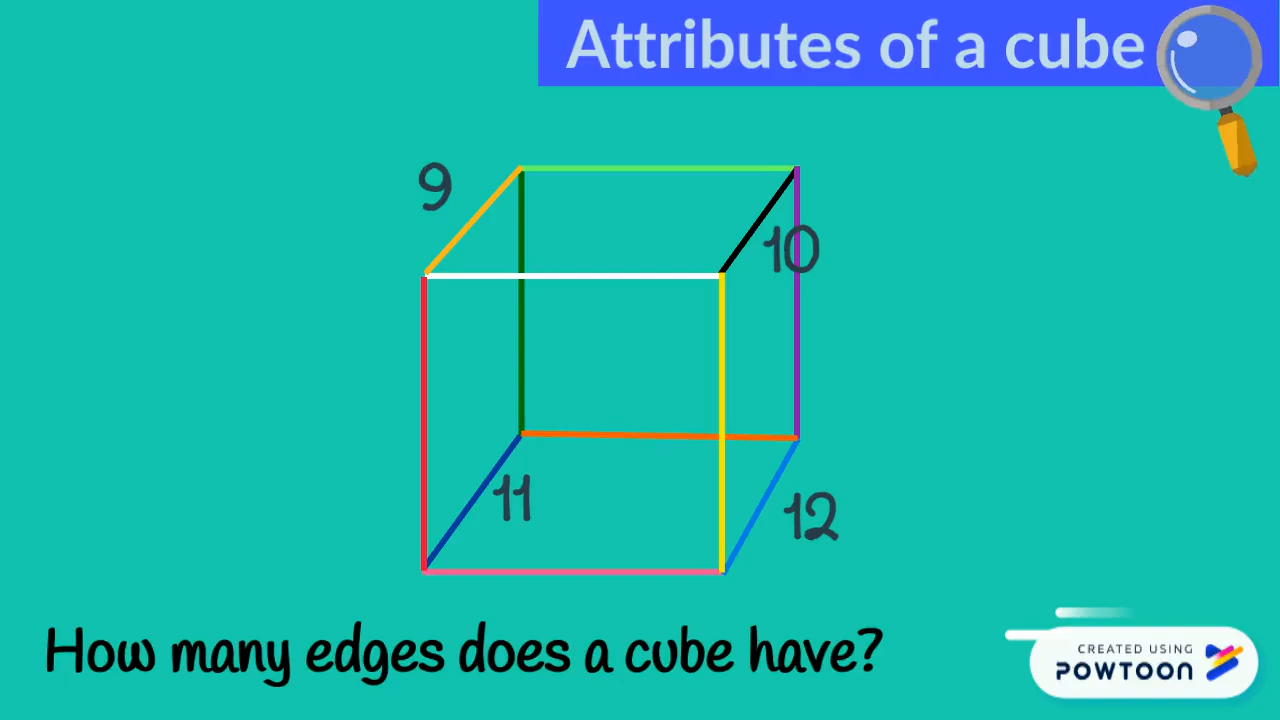 Attributes of a cube
9
10
11
12
How many edges does a cube have?
CREATED USING
POWTOON